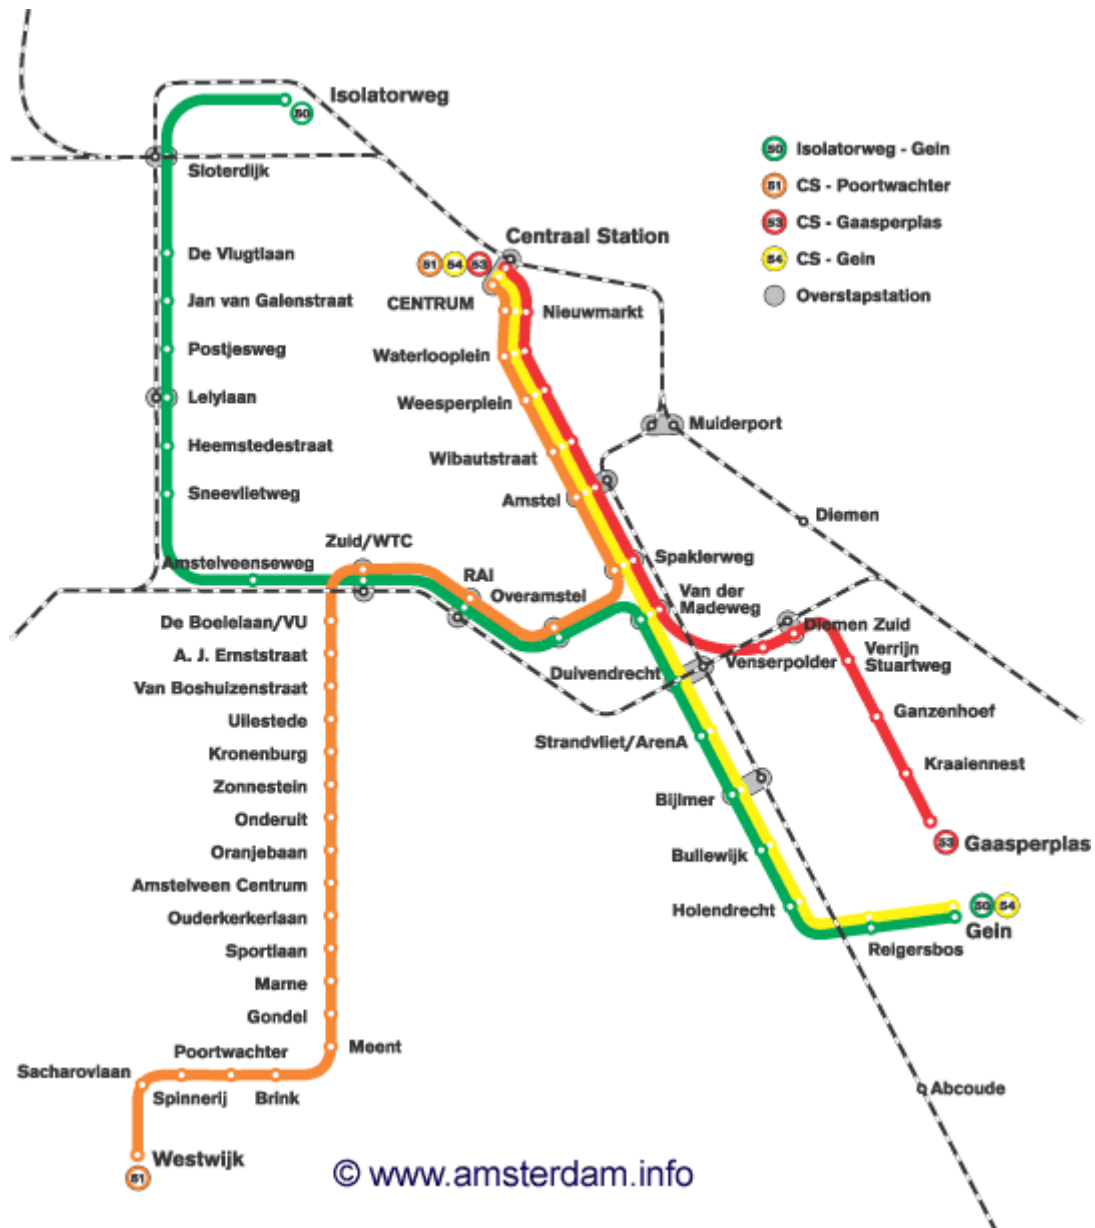 Isolatorweg
50
Sloterdijk
De Vlugtlaan
Jan van Galenstraat
Postjesweg
Lelylaan
Heemstedestraat
Sneevlietweg
Amstelveenseweg
50 Isolatorweg - Gein
51 CS - Poortwachter
53 CS - Gaasperplas
54 CS - Gein
Overstapstation
Centraal Station
51 54 53
CENTRUM
Nieuwmarkt
Waterlooplein
Weesperplein
Wibautstraat
Amstel
Muiderport
Diemen
Zuid/WTC
RAI
Overamstel
Spaklerweg
Van der
Madeweg
Diemen Zuid
Venserpolder
Verrijn
Stuartweg
Ganzenhoef
Kraaiennest
53 Gaasperplas
Duivendrecht
Strandvliet/ArenA
Bijlmer
Bullewijk
Holendrecht
Reigersbos
50 54
Gein
Abcoude
De Boelelaan/VU
A. J. Ernststraat
Van Boshuizenstraat
Uilestede
Kronenburg
Zonnestein
Onderuit
Oranjebaan
Amstelveen Centrum
Ouderkerkerlaan
Sportlaan
Marne
Gondel
Meent
Poortwachter
Sacharovlaan
Spinnerij
Brink
Westwijk
51
© www.amsterdam.info